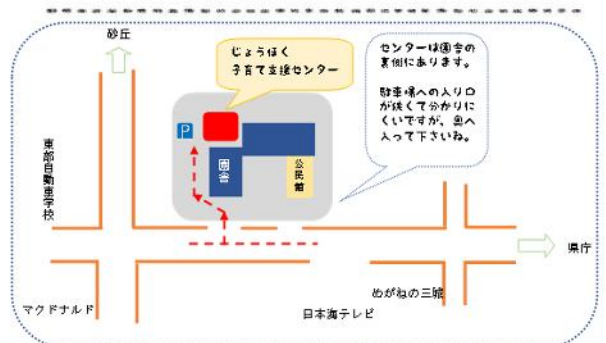 砂丘
じょうほく
子育て支援センター
センターは園舎の
裏側にあります。
駐車場への入り口
が狭くて分かりに
くいですが、奥へ
入って下さいね。
P
東部自動車学校
園舎
公民館
県庁
マクドナルド
日本海テレビ
めがねの三城